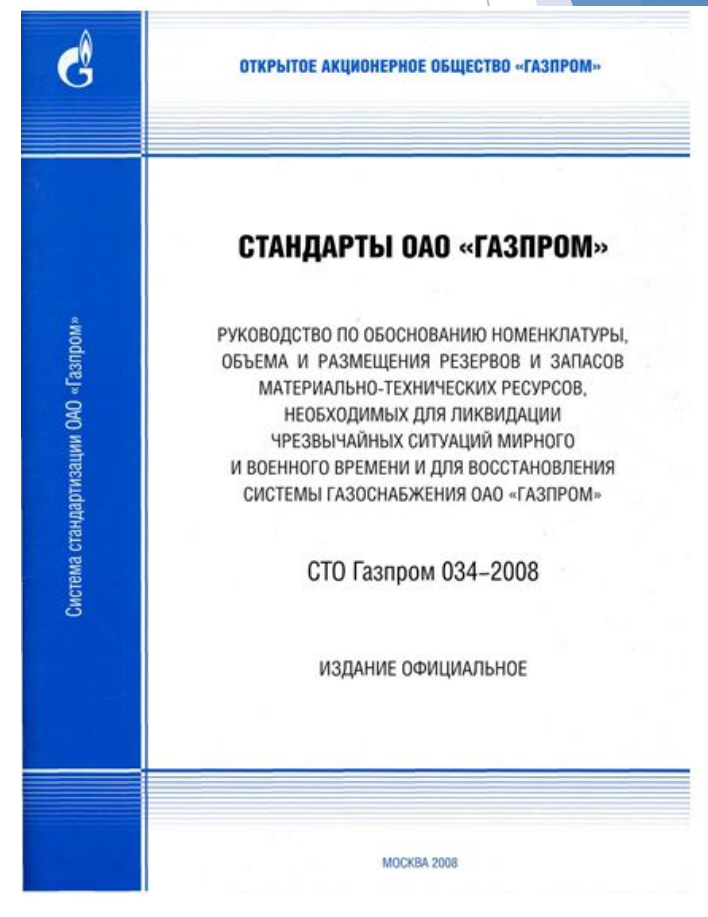 ОТКРЫТОЕ АКЦИОНЕРНОЕ ОБЩЕСТВО «ГАЗПРОМ»
СТАНДАРТЫ ОАО «ГАЗПРОМ»
РУКОВОДСТВО ПО ОБОСНОВАНИЮ НОМЕНКЛАТУРЫ,
ОБЪЕМА И РАЗМЕЩЕНИЯ РЕЗЕРВОВ И ЗАПАСОВ
МАТЕРИАЛЬНО-ТЕХНИЧЕСКИХ РЕСУРСОВ,
НЕОБХОДИМЫХ ДЛЯ ЛИКВИДАЦИИ
ЧРЕЗВЫЧАЙНЫХ СИТУАЦИЙ МИРНОГО
И ВОЕННОГО ВРЕМЕНИ И ДЛЯ ВОССТАНОВЛЕНИЯ
СИСТЕМЫ ГАЗОСНАБЖЕНИЯ ОАО «ГАЗПРОМ»
СТО Газпром 034–2008
ИЗДАНИЕ ОФИЦИАЛЬНОЕ
МОСКВА 2008
Система стандартизации ОАО «Газпром»